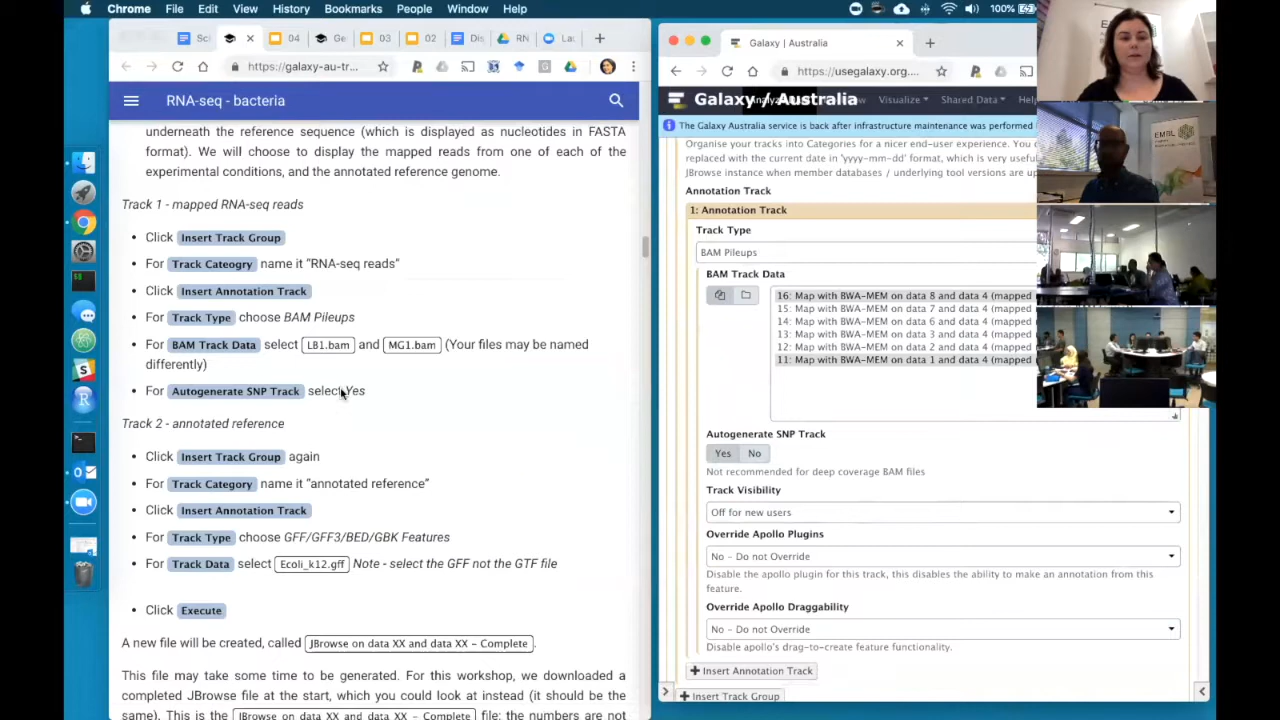 Chrome File Edit View History Bookmarks People Window Help 100%
Sc 04 Ge 03 02 Di RN La
https://galaxy-au-tr...
RNA-seq - bacteria
underneath the reference sequence (which is displayed as nucleotides in FASTA
format). We will choose to display the mapped reads from one of each of the
experimental conditions, and the annotated reference genome.
Track 1 - mapped RNA-seq reads
• Click Insert Track Group
• For Track Cateogry name it “RNA-seq reads”
• Click Insert Annotation Track
• For Track Type choose BAM Pileups
• For BAM Track Data select LB1.bam and MG1.bam (Your files may be named
differently)
• For Autogenerate SNP Track select Yes
Track 2 - annotated reference
• Click Insert Track Group again
• For Track Category name it “annotated reference”
• Click Insert Annotation Track
• For Track Type choose GFF/GFF3/BED/GBK Features
• For Track Data select Ecoli_k12.gff Note - select the GFF not the GTF file
• Click Execute
A new file will be created, called JBrowse on data XX and data XX – Complete.
This file may take some time to be generated. For this workshop, we downloaded a
completed JBrowse file at the start, which you could look at instead (it should be the
same). This is the JBrowse on data XX and data XX – Complete file; the numbers are not
Galaxy | Australia
https://usegalaxy.org...
Galaxy / Australia Visualize Shared Data Help
The Galaxy Australia service is back after infrastructure maintenance was performed
Organise your tracks into Categories for a nicer end-user experience. You
replaced with the current date in 'yyyy-mm-dd' format, which is very useful
JBrowse instance when member databases / underlying tool versions are up
Annotation Track
1: Annotation Track
Track Type
BAM Pileups
BAM Track Data
16: Map with BWA-MEM on data 8 and data 4 (mapped
15: Map with BWA-MEM on data 7 and data 4 (mapped
14: Map with BWA-MEM on data 6 and data 4 (mapped
13: Map with BWA-MEM on data 3 and data 4 (mapped
12: Map with BWA-MEM on data 2 and data 4 (mapped
11: Map with BWA-MEM on data 1 and data 4 (mapped
Autogenerate SNP Track
Yes No
Not recommended for deep coverage BAM files
Track Visibility
Off for new users
Override Apollo Plugins
No – Do not Override
Disable the apollo plugin for this track, this disables the ability to make an annotation from this
feature.
Override Apollo Draggability
No – Do not Override
Disable apollo's drag-to-create feature functionality.
Insert Annotation Track
Insert Track Group
EMBL